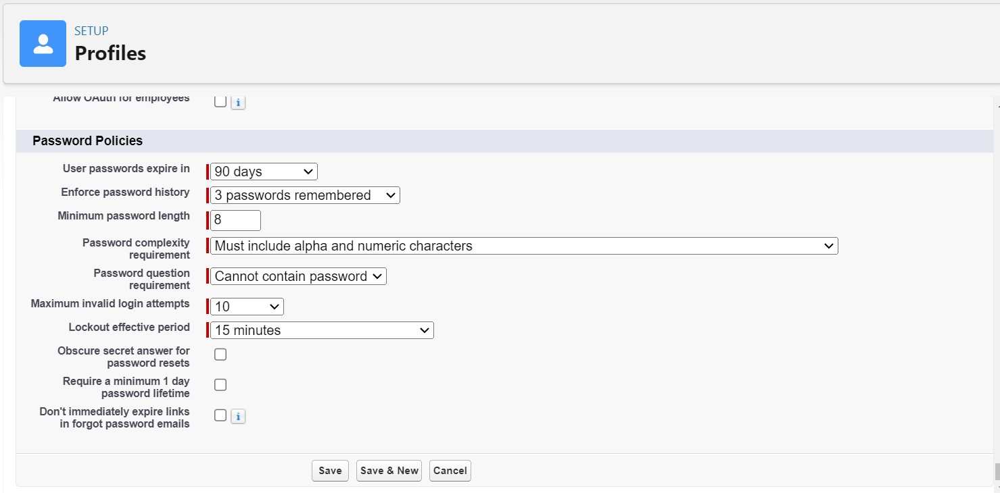 SETUP
Profiles
Allow OAuth for employees
i
Password Policies
User passwords expire in
90 days
Enforce password history
3 passwords remembered
Minimum password length
8
Password complexity
requirement
Must include alpha and numeric characters
Password question
requirement
Cannot contain password
Maximum invalid login attempts
10
Lockout effective period
15 minutes
Obscure secret answer for
password resets
Require a minimum 1 day
password lifetime
Don't immediately expire links
in forgot password emails
i
Save
Save & New
Cancel